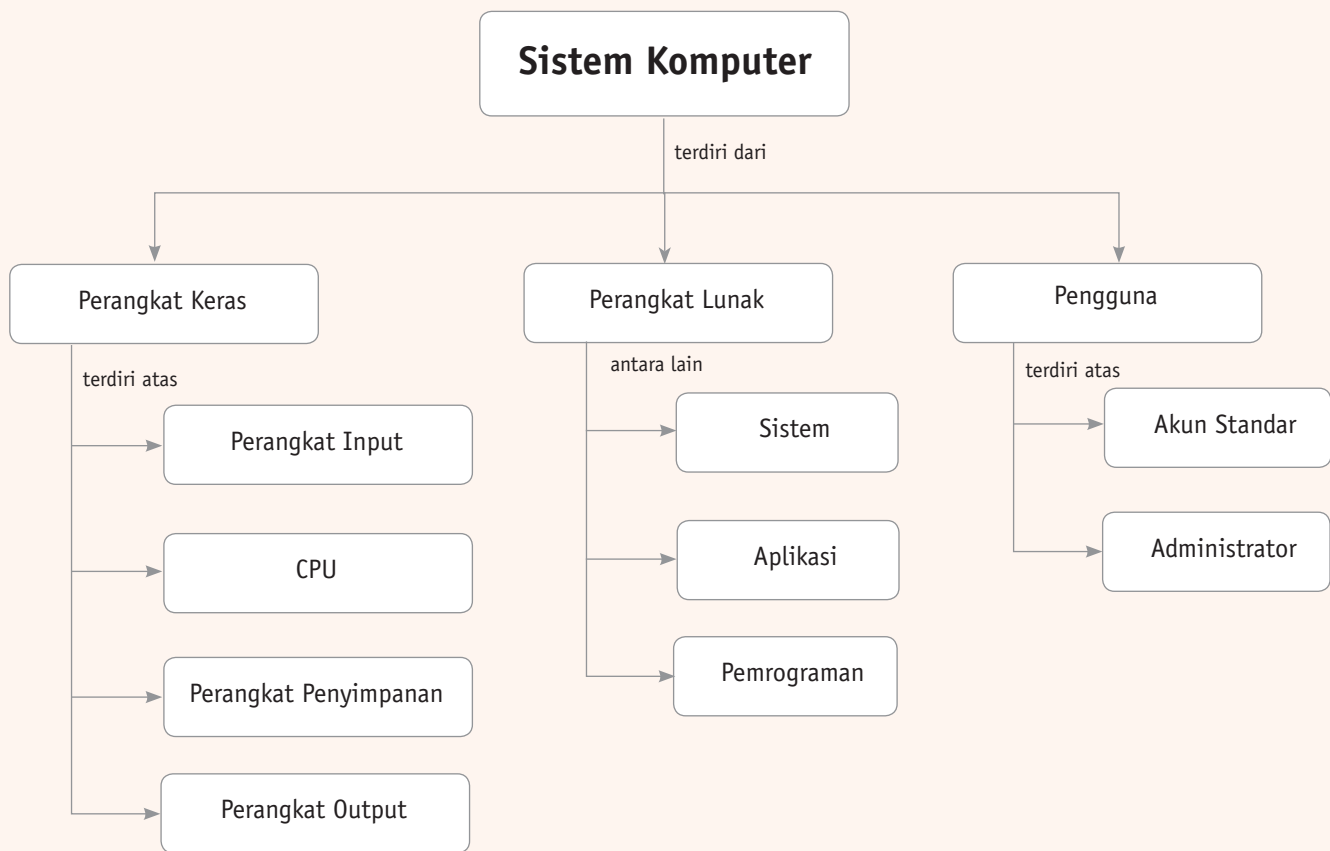 Sistem Komputer
terdiri dari
Perangkat Keras
Perangkat Lunak
Pengguna
terdiri atas
antara lain
terdiri atas
Perangkat Input
CPU
Perangkat Penyimpanan
Perangkat Output
Sistem
Aplikasi
Pemrograman
Akun Standar
Administrator